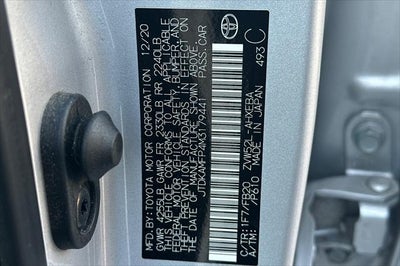 MFD. BY:
TOYOTA MOTOR CORPORATION 12/20
GVWR 4255LB GAWR FR 2330LB RR 2240LB
THIS VEHICLE CONFORMS TO ALL APPLICABLE
FEDERAL MOTOR VEHICLE SAFETY, BUMPER, AND
THEFT PREVENTION STANDARDS IN EFFECT ON
THE DATE OF MANUFACTURE SHOWN ABOVE.
JTDKAMFP4M3179441 PASS. CAR
C/TR: 1F7/FB20 ZVW52L-AHXEBA
A/TM: /P610 MADE IN JAPAN
493 C